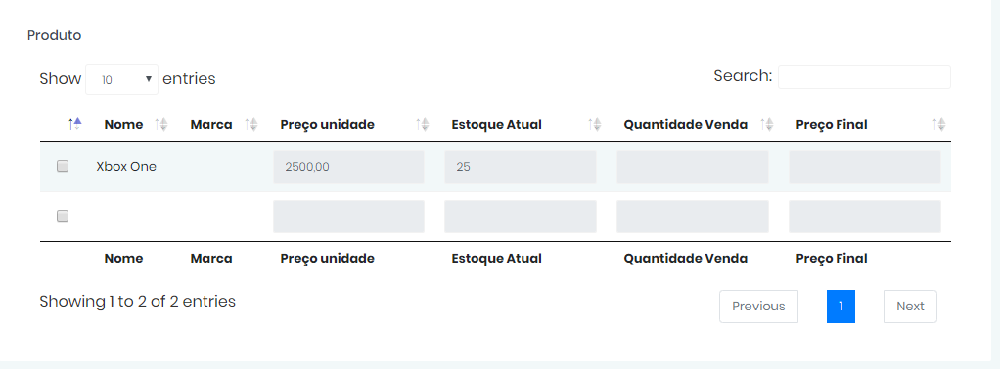 Produto
Show 10 entries Search:
Nome Marca Preço unidade Estoque Atual Quantidade Venda Preço Final
Xbox One 2500,00 25
Nome Marca Preço unidade Estoque Atual Quantidade Venda Preço Final
Showing 1 to 2 of 2 entries Previous 1 Next